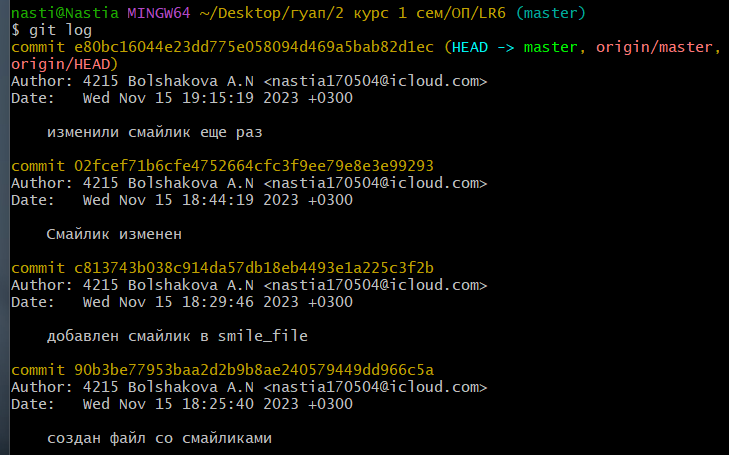 nasti@Nastia MINGW64 ~/Desktop/гуап/2 курс 1 сем/ОП/LR6 (master)
$ git log
commit e80bc16044e23dd775e058094d469a5bab82d1ec (HEAD -> master, origin/master,
origin/HEAD)
Author: 4215 Bolshakova A.N <nastia170504@icloud.com>
Date:   Wed Nov 15 19:15:19 2023 +0300
    изменили смайлик еще раз
commit 02fcef71b6cfe4752664cfc3f9ee79e8e3e99293
Author: 4215 Bolshakova A.N <nastia170504@icloud.com>
Date:   Wed Nov 15 18:44:19 2023 +0300
    Смайлик изменен
commit c813743b038c914da57db18eb4493e1a225c3f2b
Author: 4215 Bolshakova A.N <nastia170504@icloud.com>
Date:   Wed Nov 15 18:29:46 2023 +0300
    добавлен смайлик в smile_file
commit 90b3be77953baa2d2b9b8ae240579449dd966c5a
Author: 4215 Bolshakova A.N <nastia170504@icloud.com>
Date:   Wed Nov 15 18:25:40 2023 +0300
    создан файл со смайликами